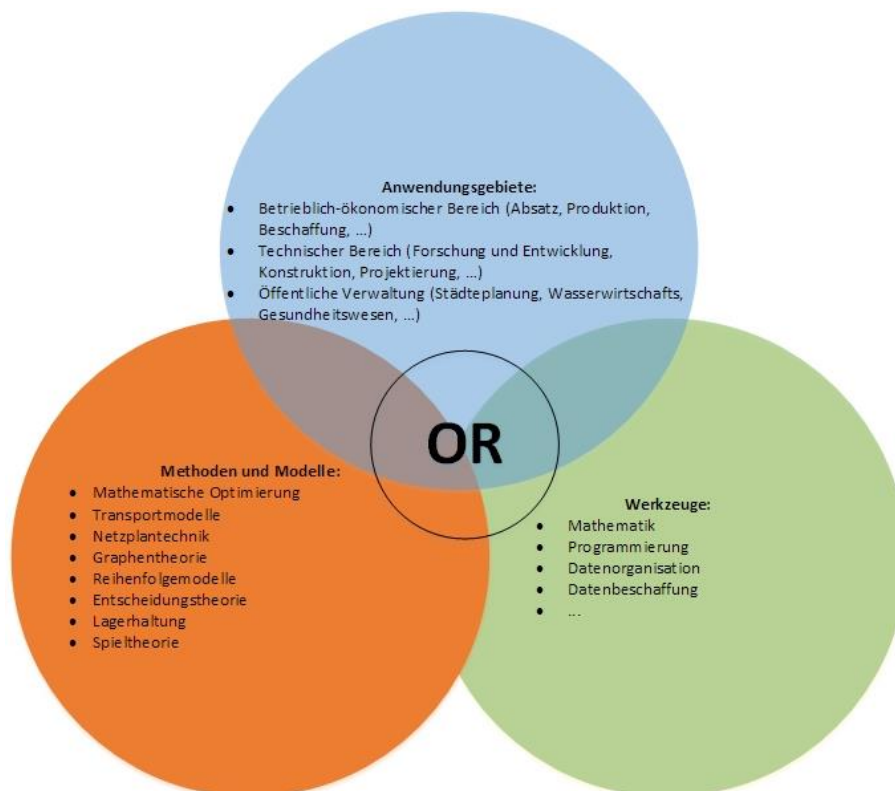 Anwendungsgebiete:
• Betrieblich-ökonomischer Bereich (Absatz, Produktion,
Beschaffung, ...)
• Technischer Bereich (Forschung und Entwicklung,
Konstruktion, Projektierung, ...)
• Öffentliche Verwaltung (Städteplanung, Wasserwirtschafts,
Gesundheitswesen, ...)
OR
Methoden und Modelle:
• Mathematische Optimierung
• Transportmodelle
• Netzplantechnik
• Graphentheorie
• Reihenfolgemodelle
• Entscheidungstheorie
• Lagerhaltung
• Spieltheorie
Werkzeuge:
• Mathematik
• Programmierung
• Datenorganisation
• Datenbeschaffung
• ...